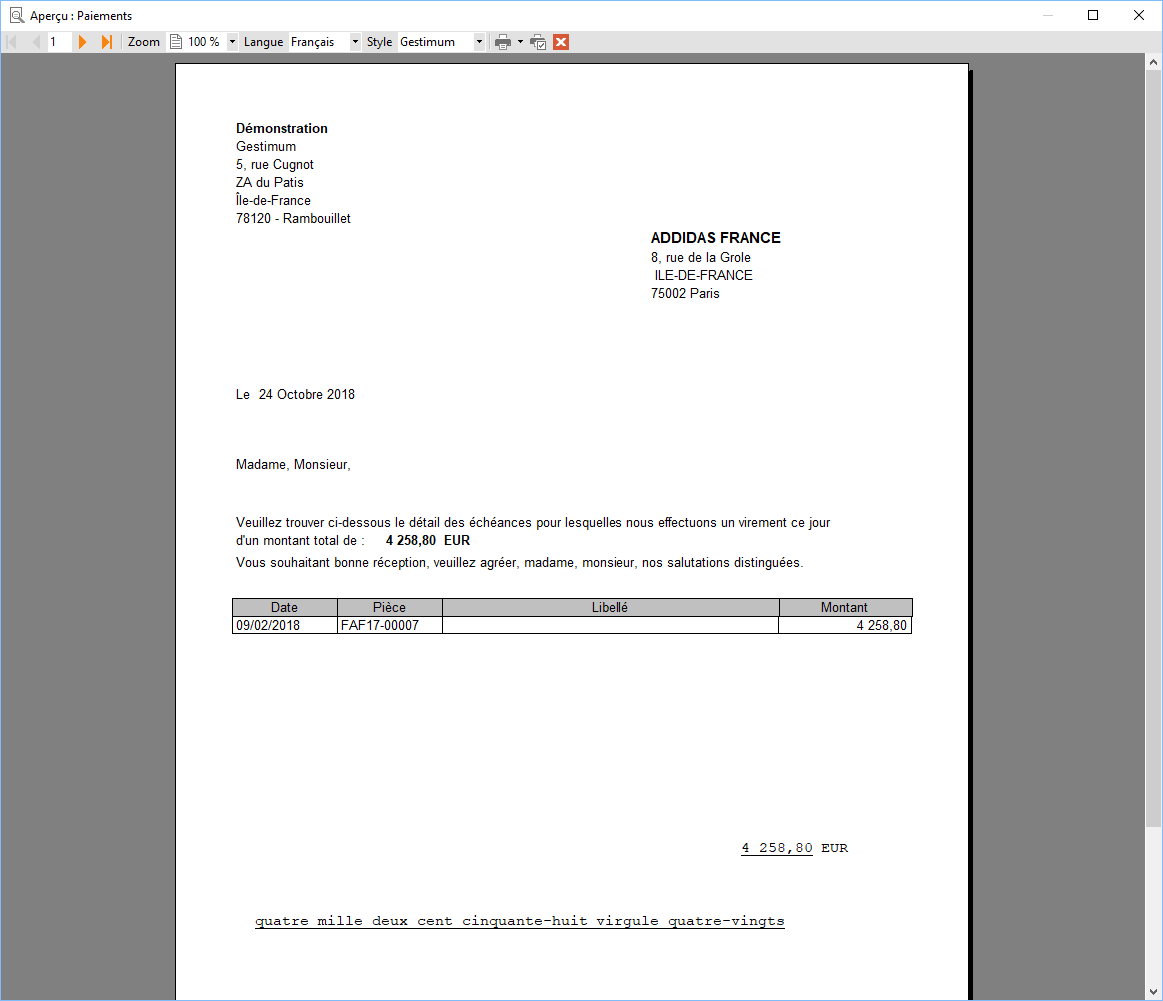 Aperçu : Paiements
1 Zoom 100 % Langue Français Style Gestimum
Démonstration
Gestimum
5, rue Cugnot
ZA du Patis
Île-de-France
78120 - Rambouillet
ADDIDAS FRANCE
8, rue de la Grole
ILE-DE-FRANCE
75002 Paris
Le 24 Octobre 2018
Madame, Monsieur,
Veuillez trouver ci-dessous le détail des échéances pour lesquelles nous effectuons un virement ce jour
d'un montant total de : 4 258,80 EUR
Vous souhaitant bonne réception, veuillez agréer, madame, monsieur, nos salutations distinguées.
Date Pièce Libellé Montant
09/02/2018 FAF17-00007 4 258,80
4 258,80 EUR
quatre mille deux cent cinquante-huit virgule quatre-vingts